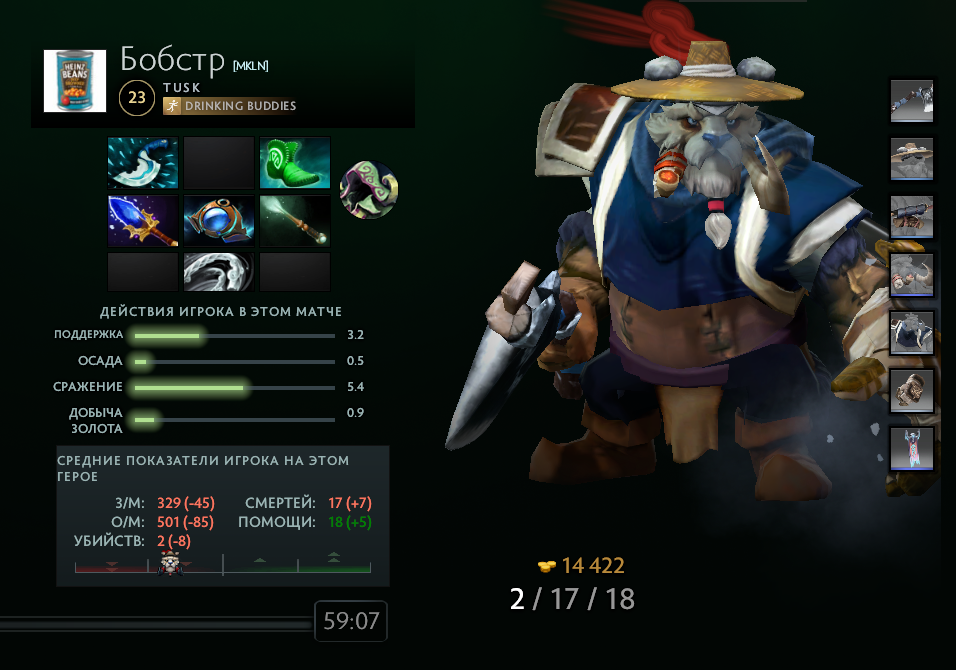 Бобстр [MKLN]
HEINZ
BEANS
23
TUSK
DRINKING BUDDIES
ДЕЙСТВИЯ ИГРОКА В ЭТОМ МАТЧЕ
ПОДДЕРЖКА 3.2
ОСАДА 0.5
СРАЖЕНИЕ 5.4
ДОБЫЧА ЗОЛОТА 0.9
СРЕДНИЕ ПОКАЗАТЕЛИ ИГРОКА НА ЭТОМ
ГЕРОЕ
З/М: 329 (-45) СМЕРТЕЙ: 17 (+7)
О/М: 501 (-85) ПОМОЩИ: 18 (+5)
УБИЙСТВ: 2 (-8)
14 422
2 / 17 / 18
59:07